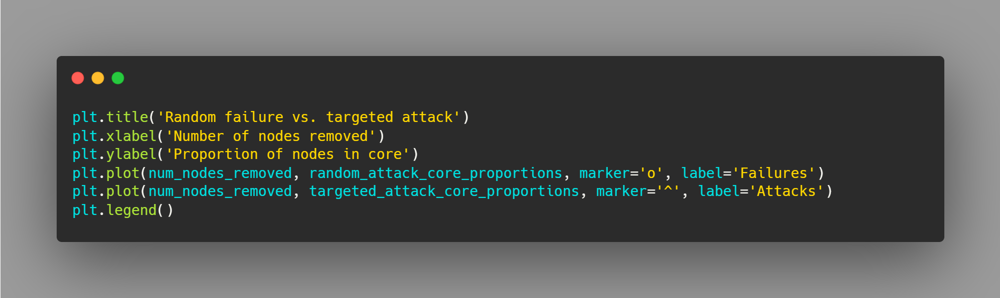 plt.title('Random failure vs. targeted attack')
plt.xlabel('Number of nodes removed')
plt.ylabel('Proportion of nodes in core')
plt.plot(num_nodes_removed, random_attack_core_proportions, marker='o', label='Failures')
plt.plot(num_nodes_removed, targeted_attack_core_proportions, marker='^', label='Attacks')
plt.legend()